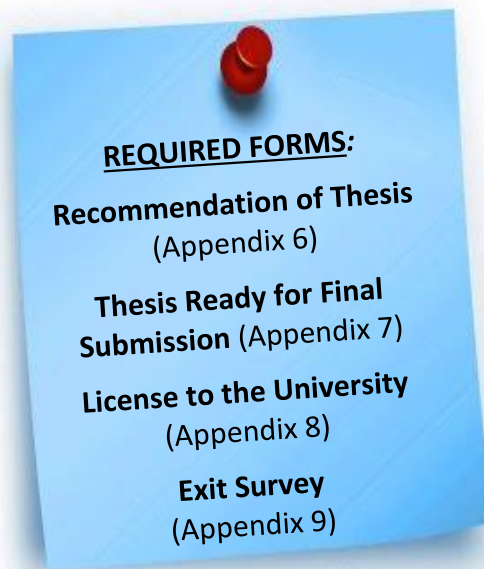 REQUIRED FORMS:
Recommendation of Thesis
(Appendix 6)
Thesis Ready for Final
Submission (Appendix 7)
License to the University
(Appendix 8)
Exit Survey
(Appendix 9)